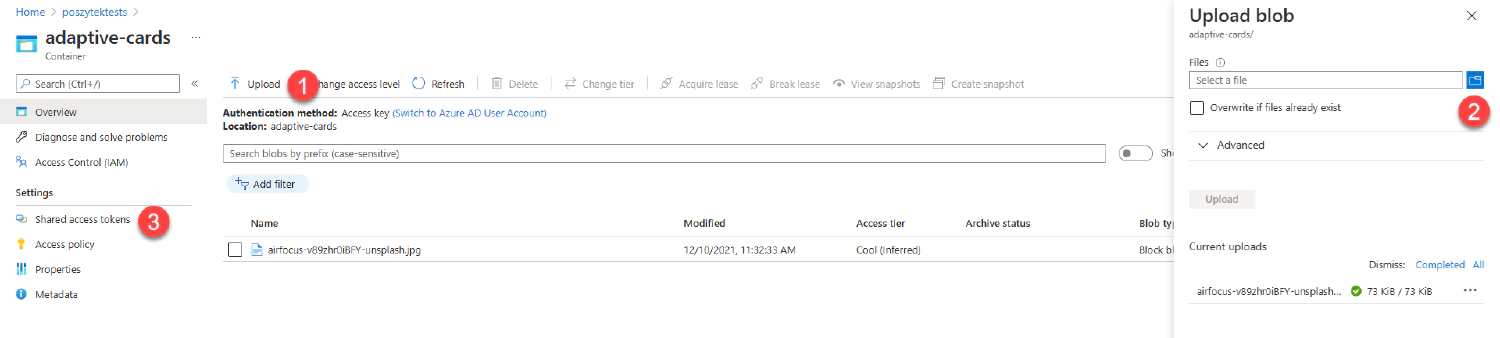 Home > poszytektests >
adaptive-cards ...
Container
Search (Ctrl+/) «
Overview
Diagnose and solve problems
Access Control (IAM)
Settings
Shared access tokens 3
Access policy
Properties
Metadata
Upload 1 hange access level Refresh Delete Change tier Acquire lease Break lease View snapshots Create snapshot
Authentication method: Access key (Switch to Azure AD User Account)
Location: adaptive-cards
Search blobs by prefix (case-sensitive) Sho
Add filter
Name Modified Access tier Archive status Blob typ
airfocus-v89zhr0iBFY-unsplash.jpg 12/10/2021, 11:32:33 AM Cool (Inferred) Block bl
Upload blob
adaptive-cards/
Files
Select a file
Overwrite if files already exist 2
Advanced
Upload
Current uploads
Dismiss: Completed All
airfocus-v89zhr0iBFY-unsplash... 73 KiB / 73 KiB ...